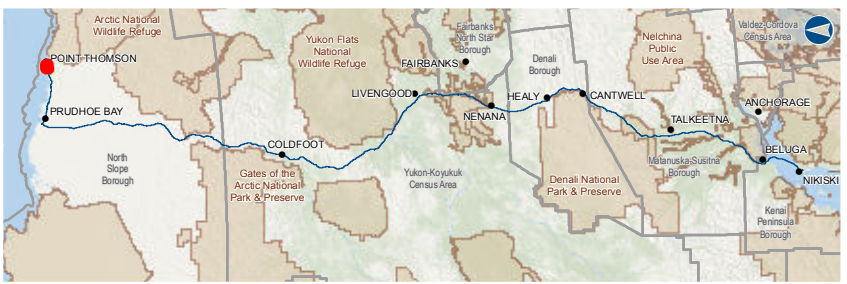 Arctic National
Wildlife Refuge
POINT THOMSON
PRUDHOE BAY
North
Slope
Borough
COLDFOOT
Gates of the
Arctic National
Park & Preserve
Yukon Flats
National
Wildlife Refuge
LIVENGOOD
FAIRBANKS
Fairbanks
North Star
Borough
NENANA
Yukon-Koyukuk
Census Area
HEALY
Denali
Borough
CANTWELL
Denali National
Park & Preserve
Nelchina
Public
Use Area
TALKEETNA
Matanuska-Susitna
Borough
Valdez-Cordova
Census Area
ANCHORAGE
BELUGA
NIKISKI
Kenai
Peninsula
Borough